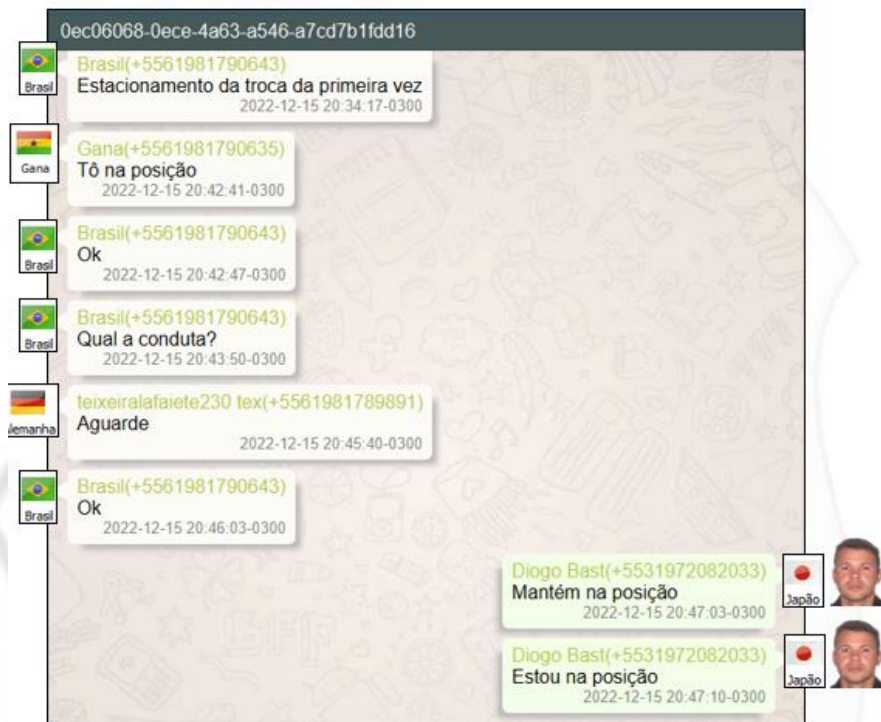 0ec06068-0ece-4a63-a546-a7cd7b1fdd16
Brasil
Brasil(+5561981790643)
Estacionamento da troca da primeira vez
2022-12-15 20:34:17-0300
Gana
Gana(+5561981790635)
Tô na posição
2022-12-15 20:42:41-0300
Brasil
Brasil(+5561981790643)
Ok
2022-12-15 20:42:47-0300
Brasil
Brasil(+5561981790643)
Qual a conduta?
2022-12-15 20:43:50-0300
lemanha
teixeiralafaiete230 tex(+5561981789891)
Aguarde
2022-12-15 20:45:40-0300
Brasil
Brasil(+5561981790643)
Ok
2022-12-15 20:46:03-0300
Diogo Bast(+5531972082033)
Mantém na posição
2022-12-15 20:47:03-0300
Japão
Diogo Bast(+5531972082033)
Estou na posição
2022-12-15 20:47:10-0300
Japão